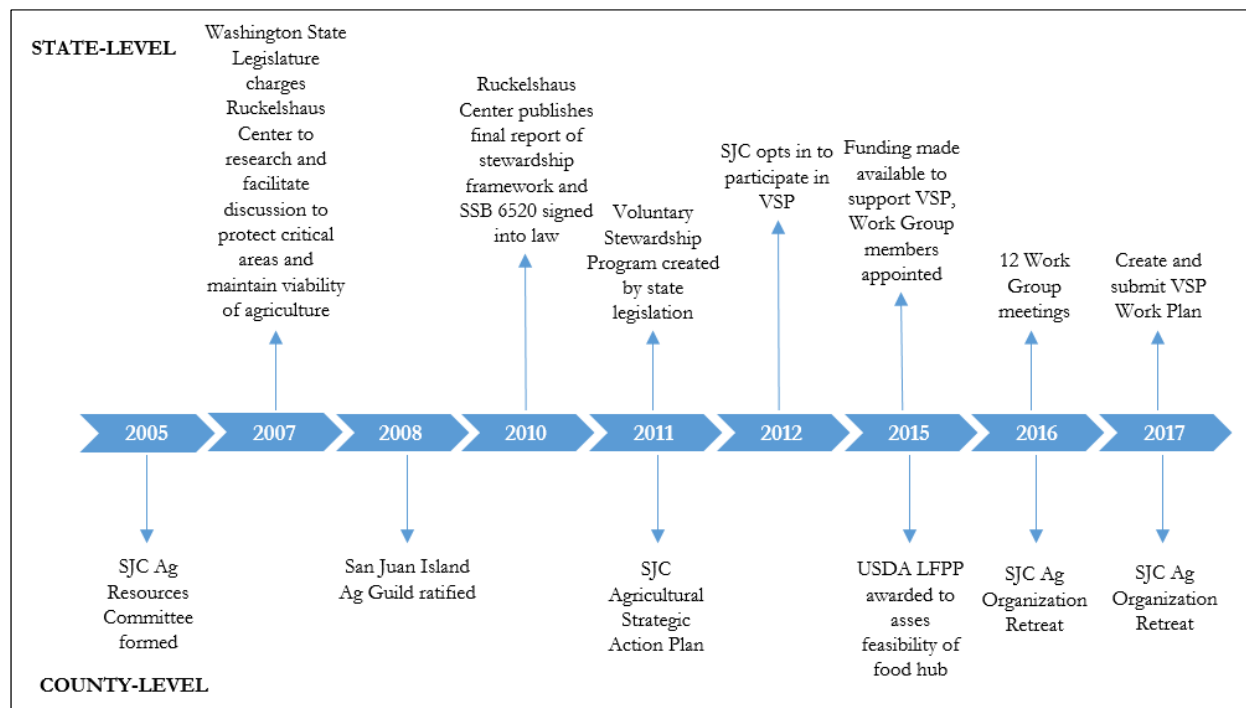 STATE-LEVEL
Washington State
Legislature
charges
Ruckelshaus
Center to
research and
facilitate
discussion to
protect critical
areas and
maintain viability
of agriculture
Ruckelshaus
Center publishes
final report of
stewardship
framework and
SSB 6520 signed
into law
Voluntary
Stewardship
Program created
by state
legislation
SJC opts in to
participate in
VSP
Funding made
available to
support VSP,
Work Group
members
appointed
12 Work
Group
meetings
Create and
submit VSP
Work Plan
2005
2007
2008
2010
2011
2012
2015
2016
2017
SJC Ag
Resources
Committee
formed
San Juan Island
Ag Guild ratified
SJC
Agricultural
Strategic
Action Plan
USDA LFPP
awarded to
asses
feasibility of
food hub
SJC Ag
Organization
Retreat
SJC Ag
Organization
Retreat
COUNTY-LEVEL